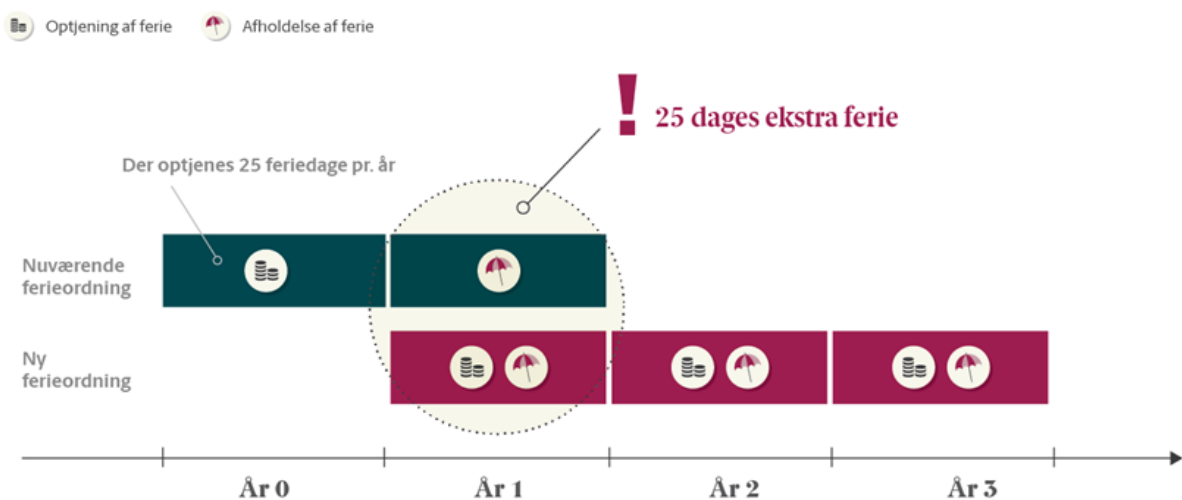 Optjening af ferie
Afholdelse af ferie
! 25 dages ekstra ferie
Der optjenes 25 feriedage pr. år
Nuværende
ferieordning
Ny
ferieordning
År 0
År 1
År 2
År 3